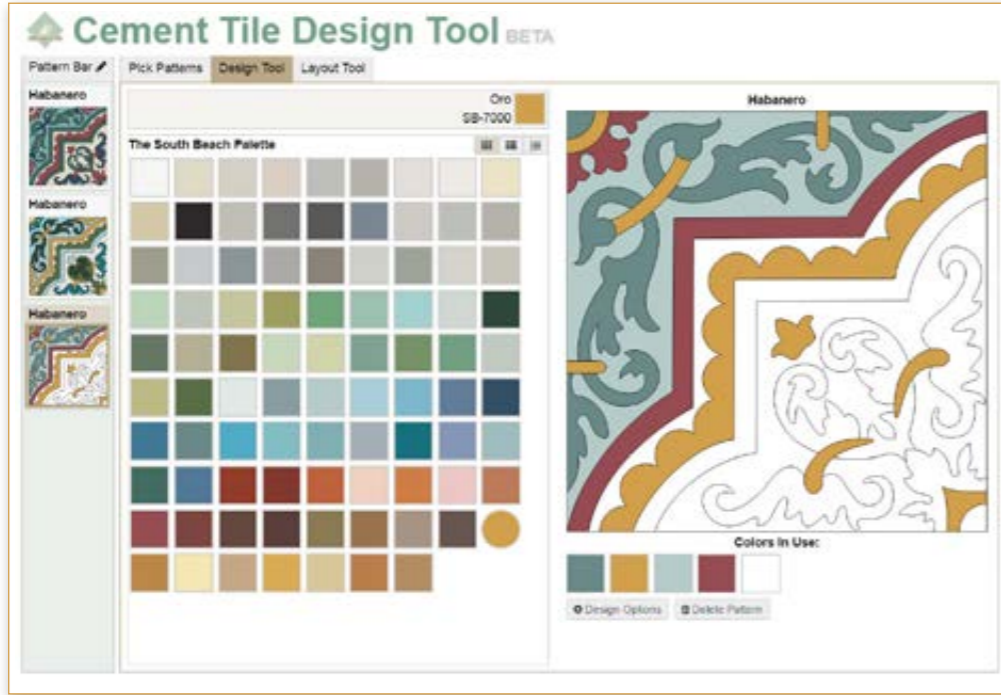 Cement Tile Design Tool BETA
Pattern Bar
Pick Patterns Design Tool Layout Tool
Habanero
Habanero
Habanero
Oro
SB-7000
The South Beach Palette
Habanero
Colors In Use:
Design Options Delete Pattern